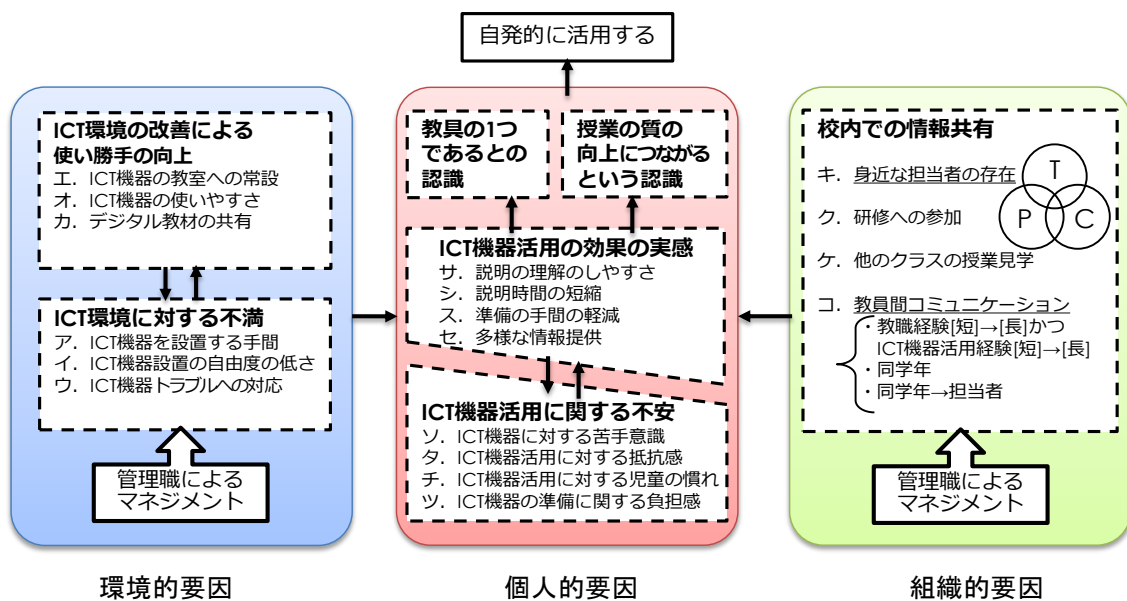 自発的に活用する
ICT環境の改善による
使い勝手の向上
エ．ICT機器の教室への常設
オ．ICT機器の使いやすさ
カ．デジタル教材の共有
ICT環境に対する不満
ア．ICT機器を設置する手間
イ．ICT機器設置の自由度の低さ
ウ．ICT機器トラブルへの対応
管理職による
マネジメント
環境的要因
教具の1つ
であるとの
認識
授業の質の
向上につながる
という認識
ICT機器活用の効果の実感
サ．説明の理解のしやすさ
シ．説明時間の短縮
ス．準備の手間の軽減
セ．多様な情報提供
ICT機器活用に関する不安
ソ．ICT機器に対する苦手意識
タ．ICT機器活用に対する抵抗感
チ．ICT機器活用に対する児童の慣れ
ツ．ICT機器の準備に関する負担感
個人的要因
校内での情報共有
キ．身近な担当者の存在
T
P
C
ク．研修への参加
ケ．他のクラスの授業見学
コ．教員間コミュニケーション
・教職経験[短]→[長]かつ
ICT機器活用経験[短]→[長]
・同学年
・同学年→担当者
管理職による
マネジメント
組織的要因